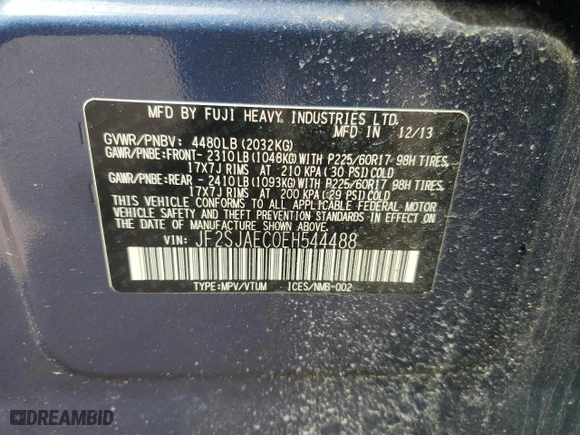 MFD BY FUJI HEAVY INDUSTRIES LTD.
MFD. IN 12/13
GVWR/PNBV: 4480LB (2032KG)
GAWR/PNBE:FRONT- 2310LB (1048KG) WITH P225/60R17 98H TIRES,
17X7J RIMS AT 210 KPA (30 PSI) COLD
GAWR/PNBE:REAR - 2410LB (1093KG) WITH P225/60R17 98H TIRES,
17X7J RIMS AT 200 KPA (29 PSI) COLD
THIS VEHICLE CONFORMS TO ALL APPLICABLE FEDERAL MOTOR
VEHICLE SAFETY AND BUMPER STANDARDS IN EFFECT ON THE
DATE OF MANUFACTURE SHOWN ABOVE.
VIN: JF2SJAEC0EH544488
TYPE:MPV/VTUM ICES/NMB-002
DREAMBID